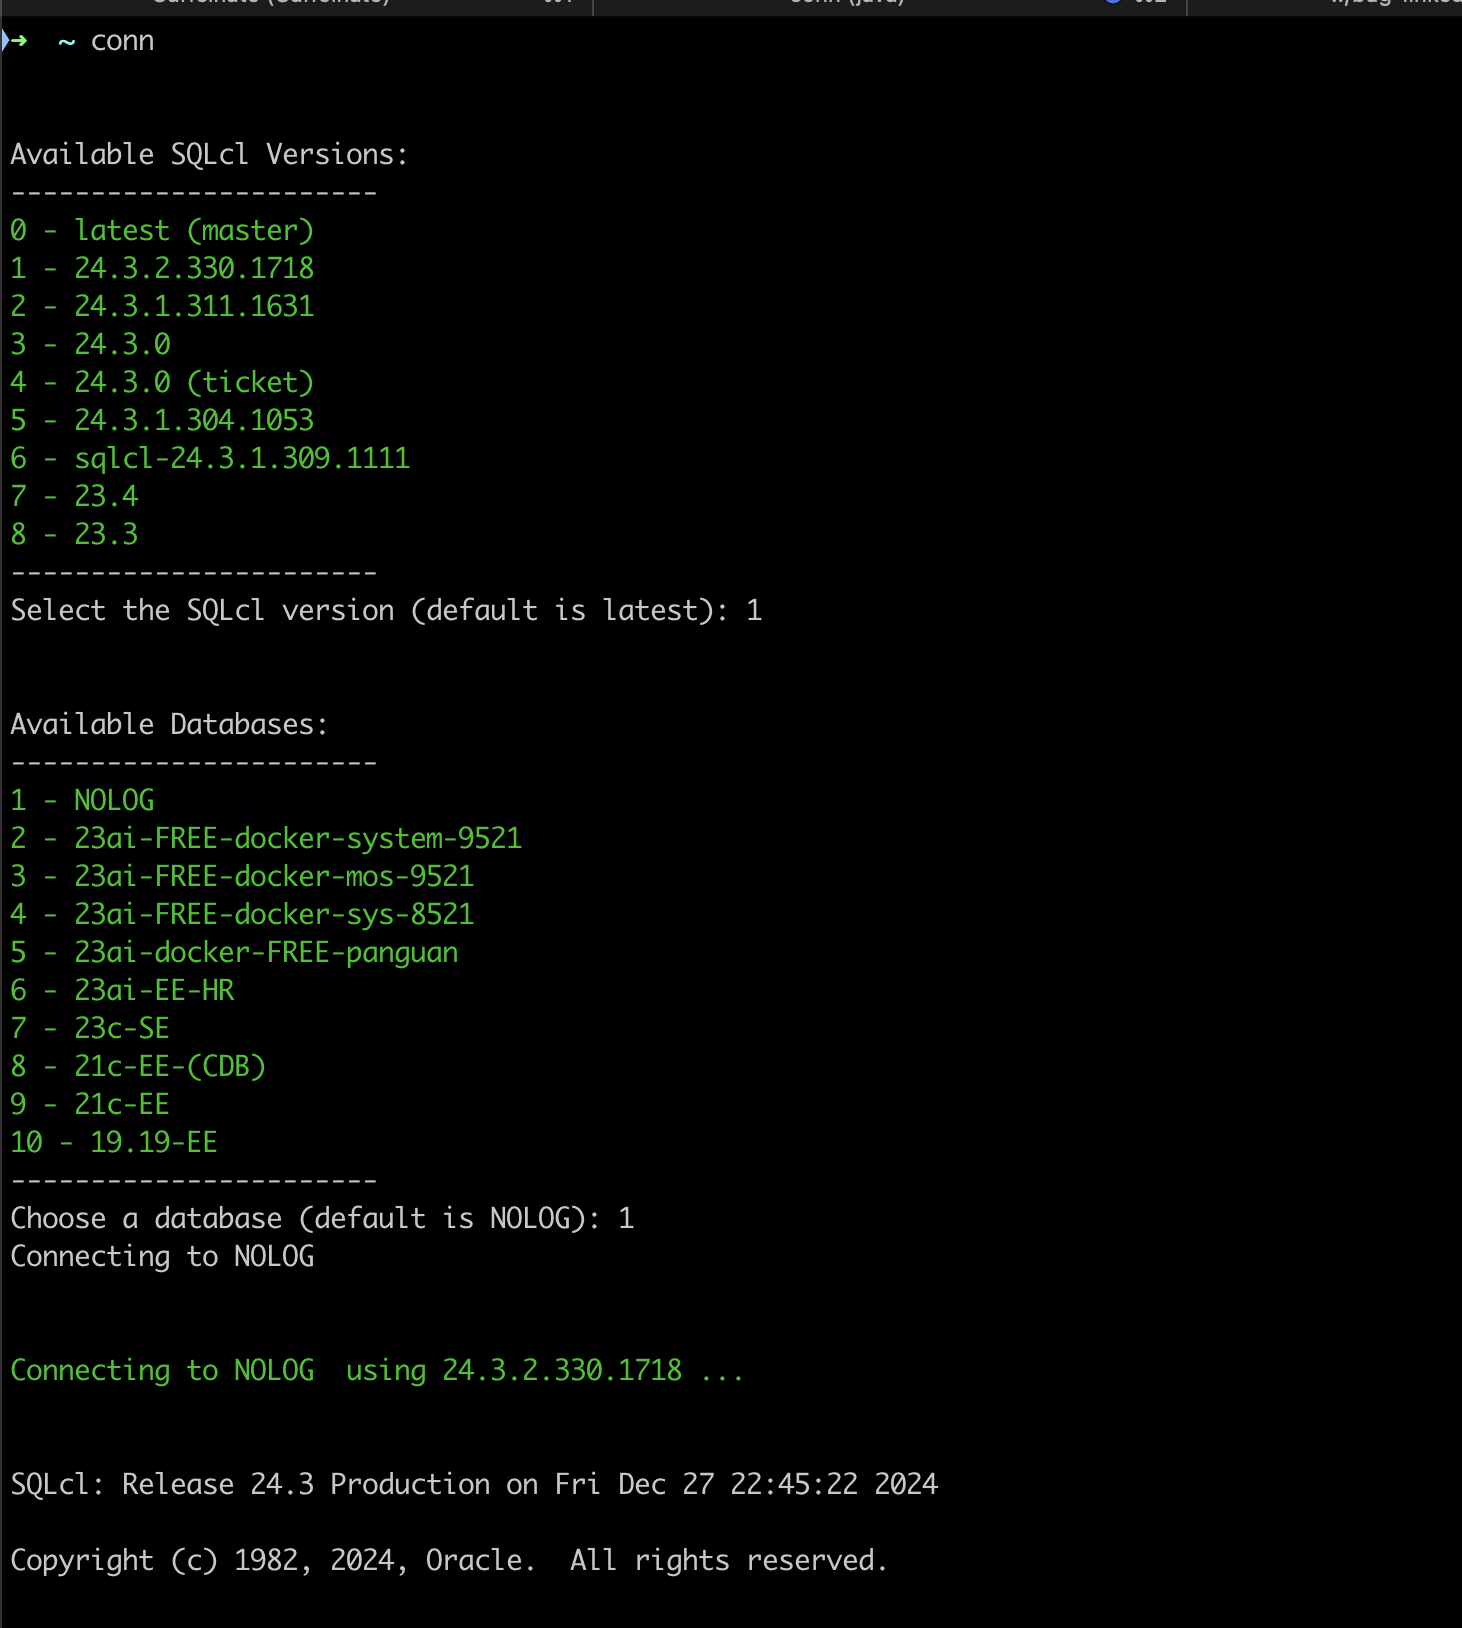 ➜ ~ conn
Available SQLcl Versions:
-----------------------
0 - latest (master)
1 - 24.3.2.330.1718
2 - 24.3.1.311.1631
3 - 24.3.0
4 - 24.3.0 (ticket)
5 - 24.3.1.304.1053
6 - sqlcl-24.3.1.309.1111
7 - 23.4
8 - 23.3
-----------------------
Select the SQLcl version (default is latest): 1
Available Databases:
-----------------------
1 - NOLOG
2 - 23ai-FREE-docker-system-9521
3 - 23ai-FREE-docker-mos-9521
4 - 23ai-FREE-docker-sys-8521
5 - 23ai-docker-FREE-panguan
6 - 23ai-EE-HR
7 - 23c-SE
8 - 21c-EE-(CDB)
9 - 21c-EE
10 - 19.19-EE
-----------------------
Choose a database (default is NOLOG): 1
Connecting to NOLOG
Connecting to NOLOG  using 24.3.2.330.1718 ...
SQLcl: Release 24.3 Production on Fri Dec 27 22:45:22 2024
Copyright (c) 1982, 2024, Oracle.  All rights reserved.